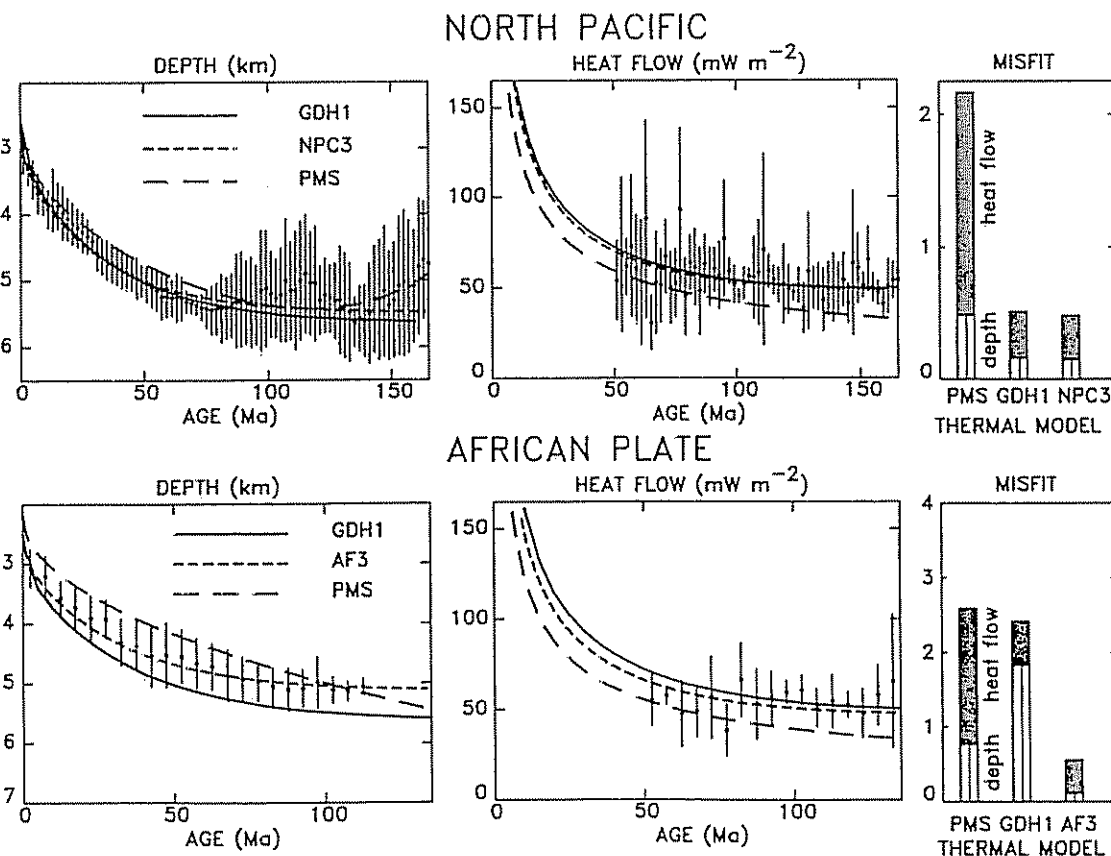 NORTH PACIFIC
DEPTH (km)
GDH1
NPC3
PMS
3
4
5
6
0
50
100
150
AGE (Ma)
HEAT FLOW (mW m−2)
150
100
50
0
0
50
100
150
AGE (Ma)
MISFIT
2
1
0
heat flow
depth
PMS GDH1 NPC3
THERMAL MODEL
AFRICAN PLATE
DEPTH (km)
GDH1
AF3
PMS
3
4
5
6
7
0
50
100
AGE (Ma)
HEAT FLOW (mW m−2)
150
100
50
0
0
50
100
AGE (Ma)
MISFIT
4
3
2
1
0
heat flow
depth
PMS GDH1 AF3
THERMAL MODEL